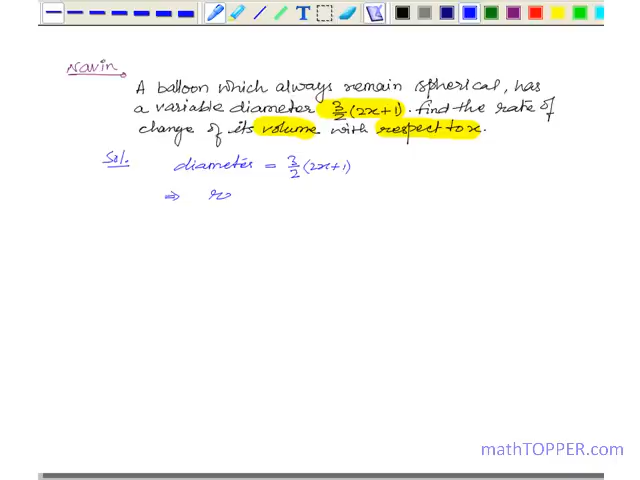 Navin
A balloon which always remain spherical, has
a variable diameter 3/2 (2x+1). find the rate of
change of its volume with respect to x.
Sol. diameter = 3/2 (2x+1)
⇒
mathTOPPER.com